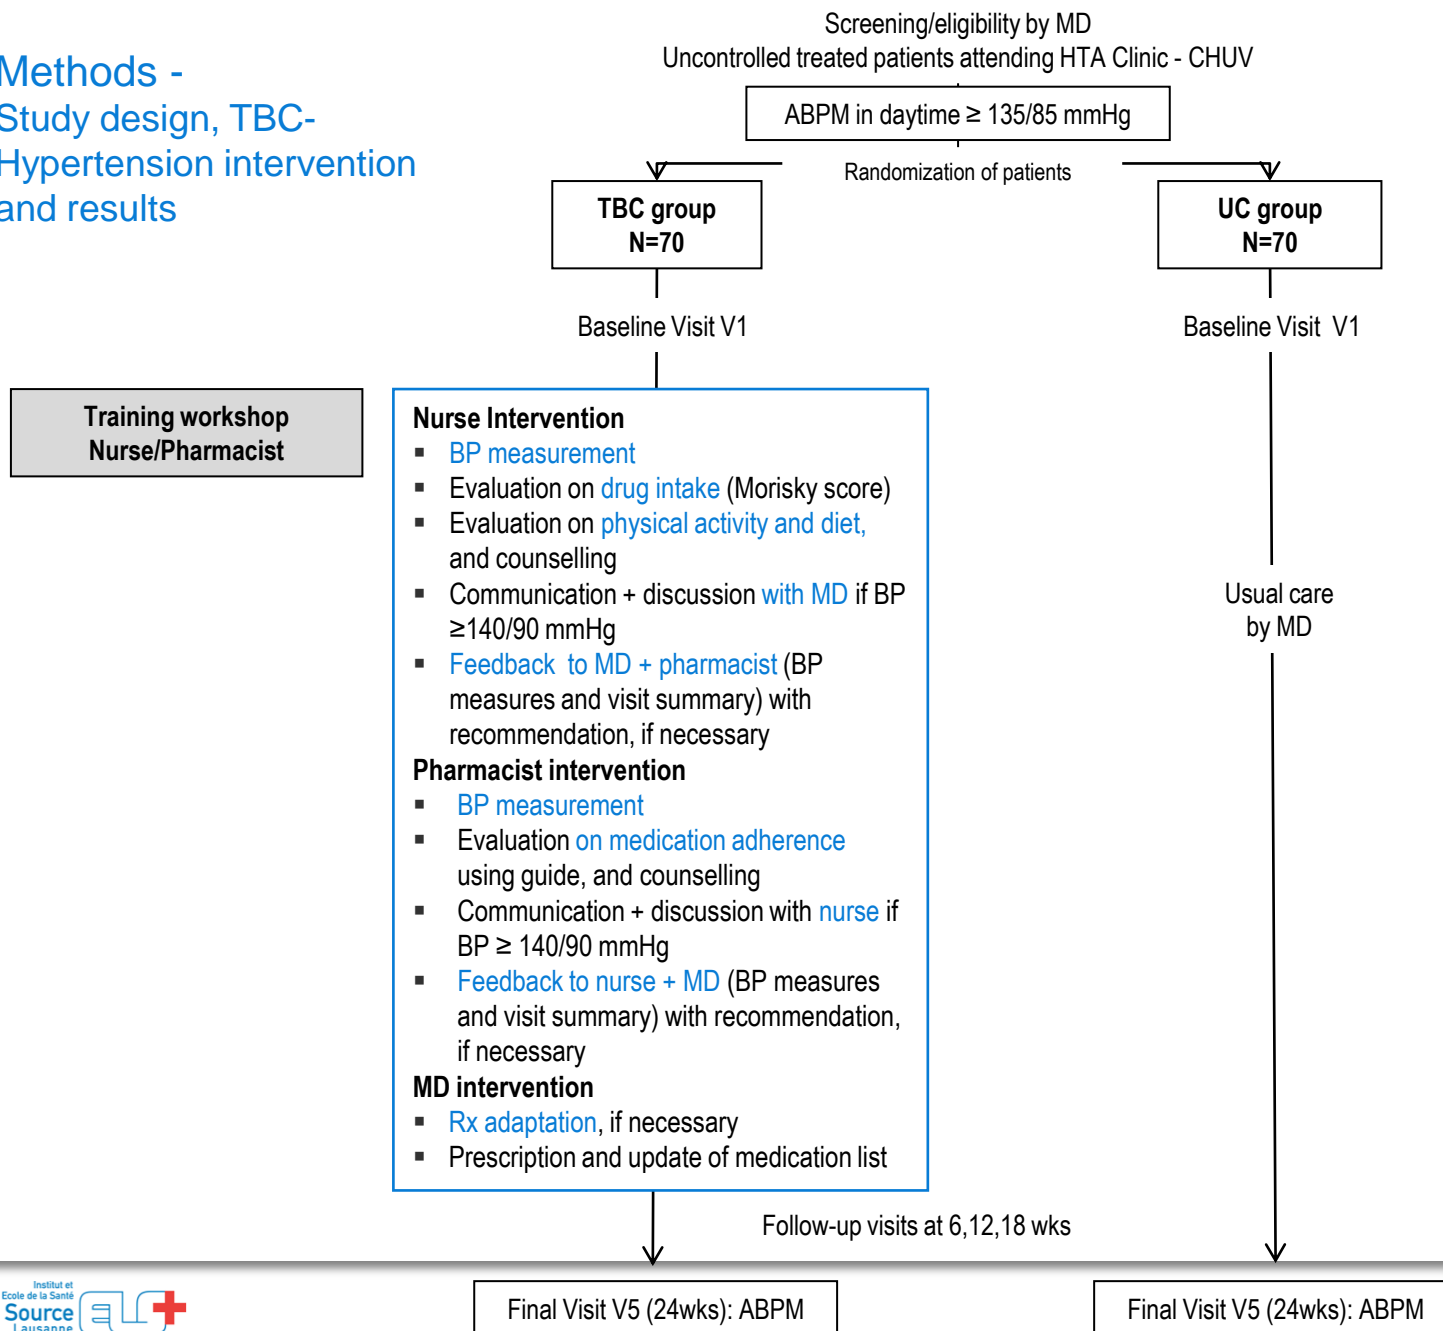 Methods -
Study design, TBC-
Hypertension intervention
and results
Screening/eligibility by MD
Uncontrolled treated patients attending HTA Clinic - CHUV
ABPM in daytime ≥ 135/85 mmHg
Randomization of patients
TBC group
N=70
UC group
N=70
Baseline Visit V1
Baseline Visit V1
Training workshop
Nurse/Pharmacist
Nurse Intervention
▪ BP measurement
▪ Evaluation on drug intake (Morisky score)
▪ Evaluation on physical activity and diet,
and counselling
▪ Communication + discussion with MD if BP
≥140/90 mmHg
▪ Feedback to MD + pharmacist (BP
measures and visit summary) with
recommendation, if necessary
Pharmacist intervention
▪ BP measurement
▪ Evaluation on medication adherence
using guide, and counselling
▪ Communication + discussion with nurse if
BP ≥ 140/90 mmHg
▪ Feedback to nurse + MD (BP measures
and visit summary) with recommendation,
if necessary
MD intervention
▪ Rx adaptation, if necessary
▪ Prescription and update of medication list
Usual care
by MD
Follow-up visits at 6,12,18 wks
Final Visit V5 (24wks): ABPM
Final Visit V5 (24wks): ABPM
Institut et
Ecole de la Santé
Source
Lausanne